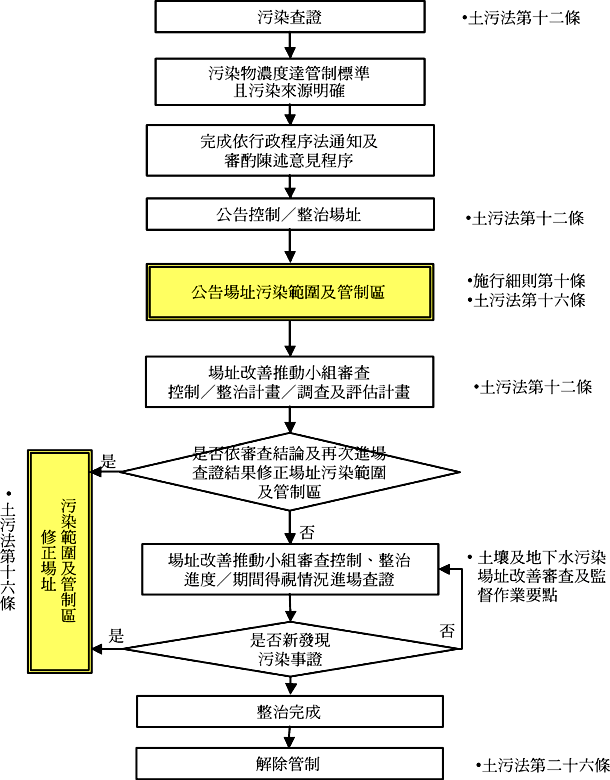 污染查證
•土污法第十二條
污染物濃度達管制標準
且污染來源明確
完成依行政程序法通知及
審酌陳述意見程序
公告控制／整治場址
•土污法第十二條
公告場址污染範圍及管制區
•施行細則第十條
•土污法第十六條
場址改善推動小組審查
控制／整治計畫／調查及評估計畫
•土污法第十二條
是否依審查結論及再次進場
查證結果修正場址污染範圍
及管制區
是
否
修正場址
污染範圍及管制區
•土污法第十六條
場址改善推動小組審查控制、整治
進度／期間得視情況進場查證
•土壤及地下水污染
場址改善審查及監
督作業要點
是否新發現
污染事證
是
否
整治完成
解除管制
•土污法第二十六條